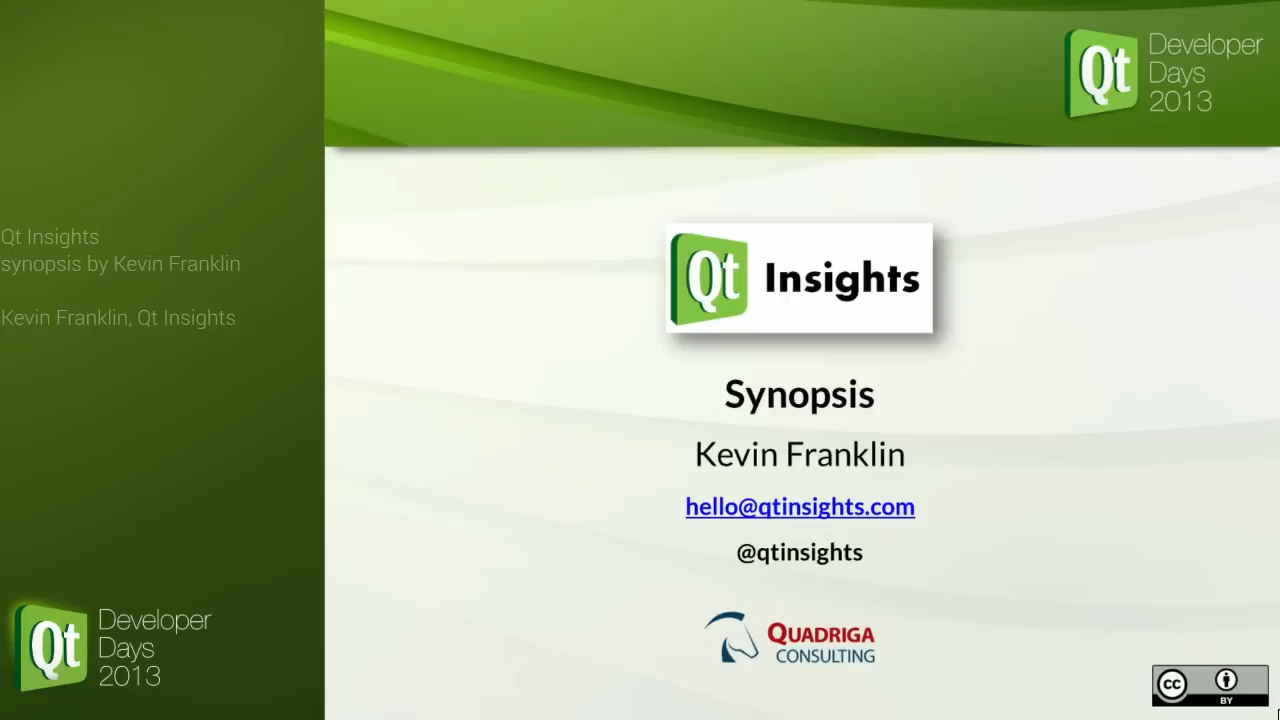 Qt Insights
synopsis by Kevin Franklin
Kevin Franklin, Qt Insights
Qt Developer
Days
2013
Qt Developer
Days
2013
Qt Insights
Synopsis
Kevin Franklin
hello@qtinsights.com
@qtinsights
QUADRIGA
CONSULTING
cc
BY